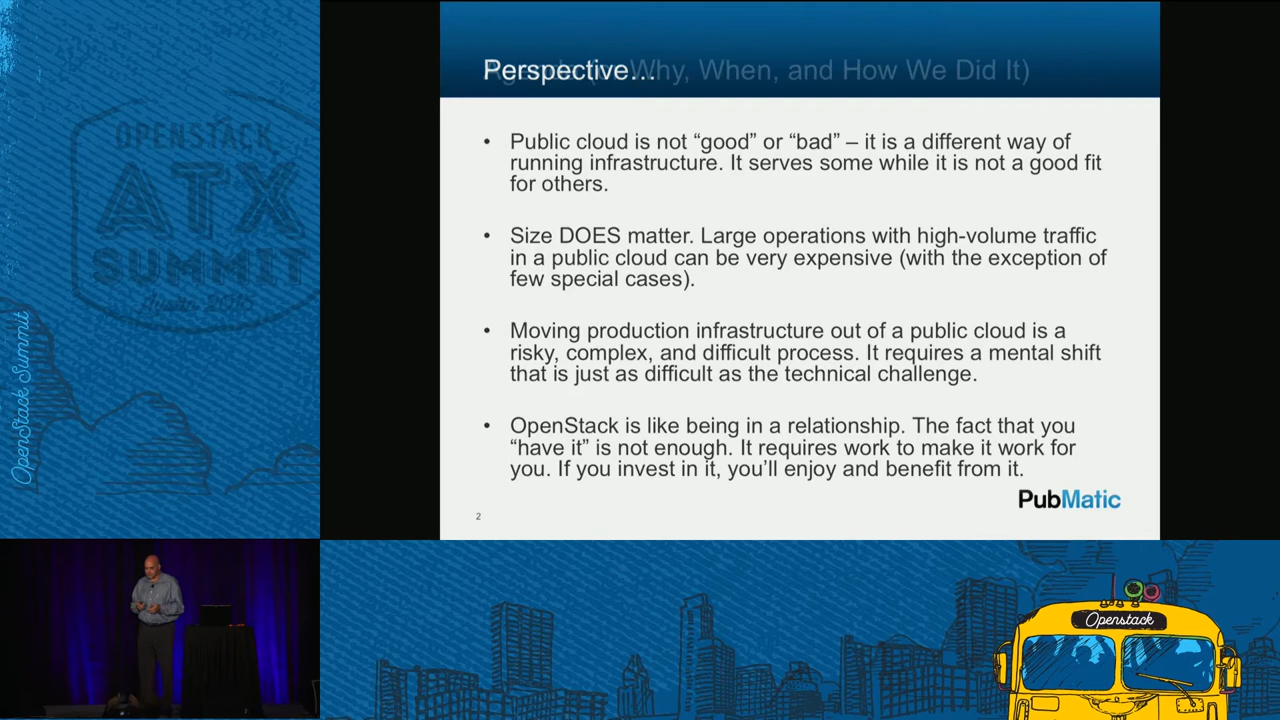 OPENSTACK
ATX
SUMMIT
Austin 2016
OpenStack Summit
Perspective…
Why, When, and How We Did It)
• Public cloud is not “good” or “bad” – it is a different way of
running infrastructure. It serves some while it is not a good fit
for others.
• Size DOES matter. Large operations with high-volume traffic
in a public cloud can be very expensive (with the exception of
few special cases).
• Moving production infrastructure out of a public cloud is a
risky, complex, and difficult process. It requires a mental shift
that is just as difficult as the technical challenge.
• OpenStack is like being in a relationship. The fact that you
“have it” is not enough. It requires work to make it work for
you. If you invest in it, you’ll enjoy and benefit from it.
PubMatic
2
Openstack